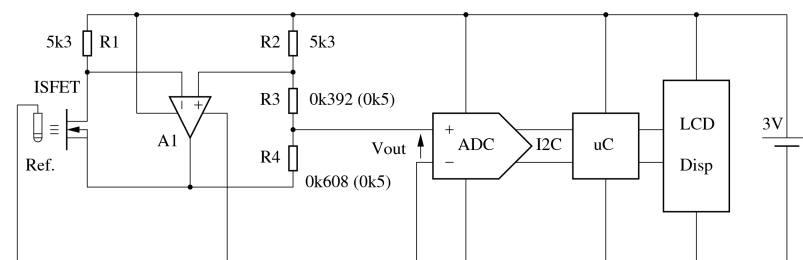 5k3 R1 R2 5k3
ISFET
R3 0k392 (0k5)
− + 
A1
Ref.
R4
0k608 (0k5)
Vout
+
−
ADC
I2C
uC
LCD
Disp
3V